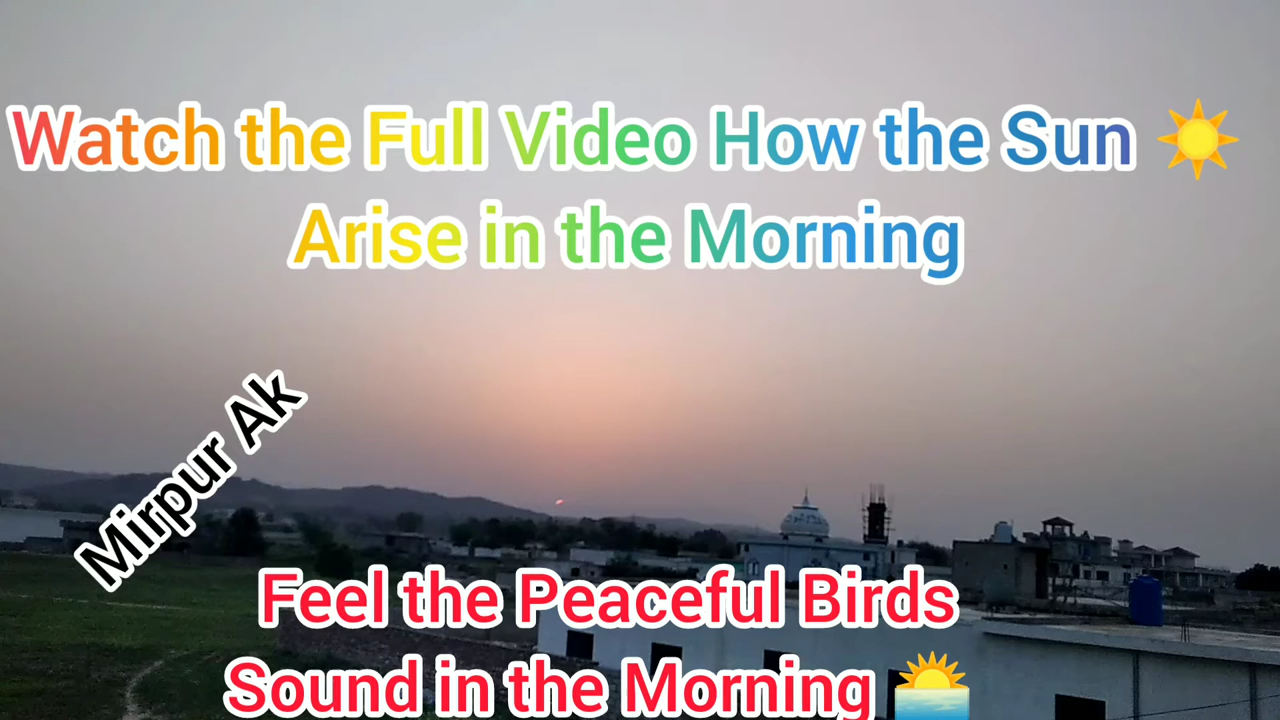 Watch the Full Video How the Sun ☀️
Arise in the Morning
Mirpur Ak
Feel the Peaceful Birds
Sound in the Morning 🌅